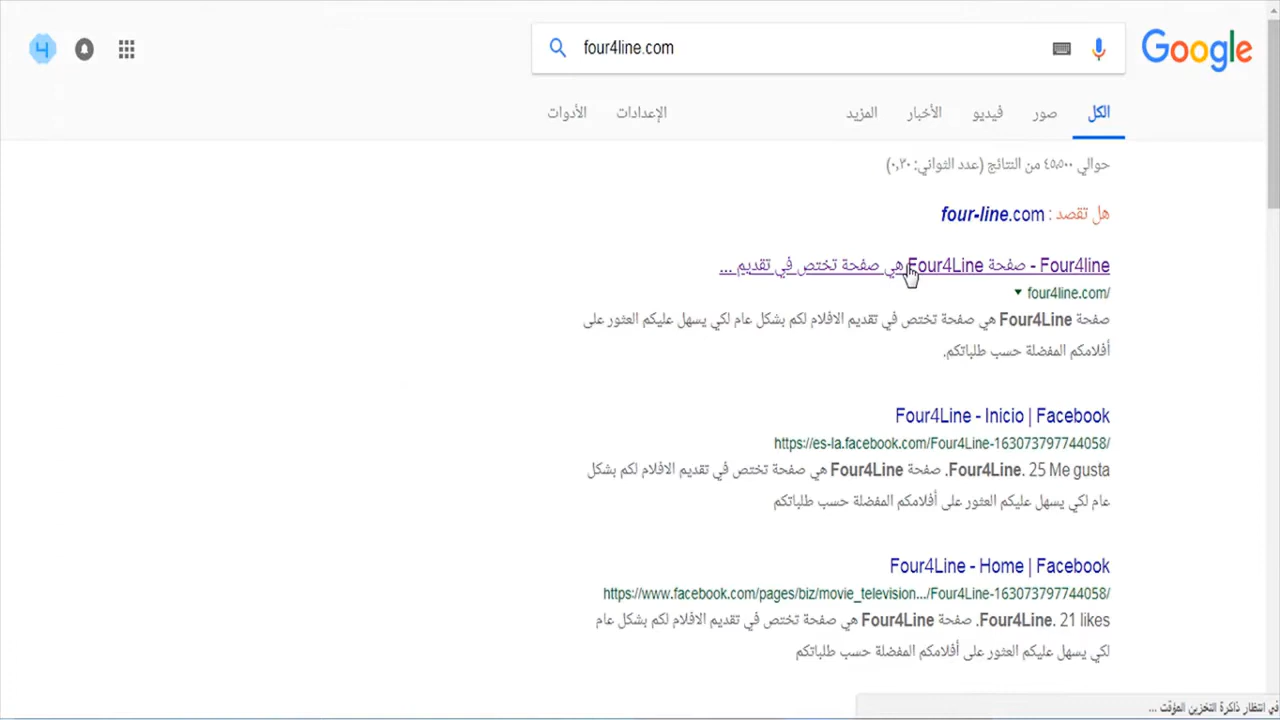 four4line.com
Google
الكل
صور
فيديو
الأخبار
المزيد
الإعدادات
الأدوات
حوالي ٤٥،٥٠٠ من النتائج (عدد الثواني: ٠,٣٠)
هل تقصد : four-line.com
Four4line - صفحة Four4Line هي صفحة تختص في تقديم ...
four4line.com/
صفحة Four4Line هي صفحة تختص في تقديم الافلام لكم بشكل عام لكي يسهل عليكم العثور على
أفلامكم المفضلة حسب طلباتكم.
Four4Line - Inicio | Facebook
https://es-la.facebook.com/Four4Line-163073797744058/
Four4Line. 25 Me gusta. صفحة Four4Line هي صفحة تختص في تقديم الافلام لكم بشكل
عام لكي يسهل عليكم العثور على أفلامكم المفضلة حسب طلباتكم
Four4Line - Home | Facebook
https://www.facebook.com/pages/biz/movie_television.../Four4Line-163073797744058/
Four4Line. 21 likes. صفحة Four4Line هي صفحة تختص في تقديم الافلام لكم بشكل عام
لكي يسهل عليكم العثور على أفلامكم المفضلة حسب طلباتكم
في انتظار ذاكرة التخزين المؤقت ...